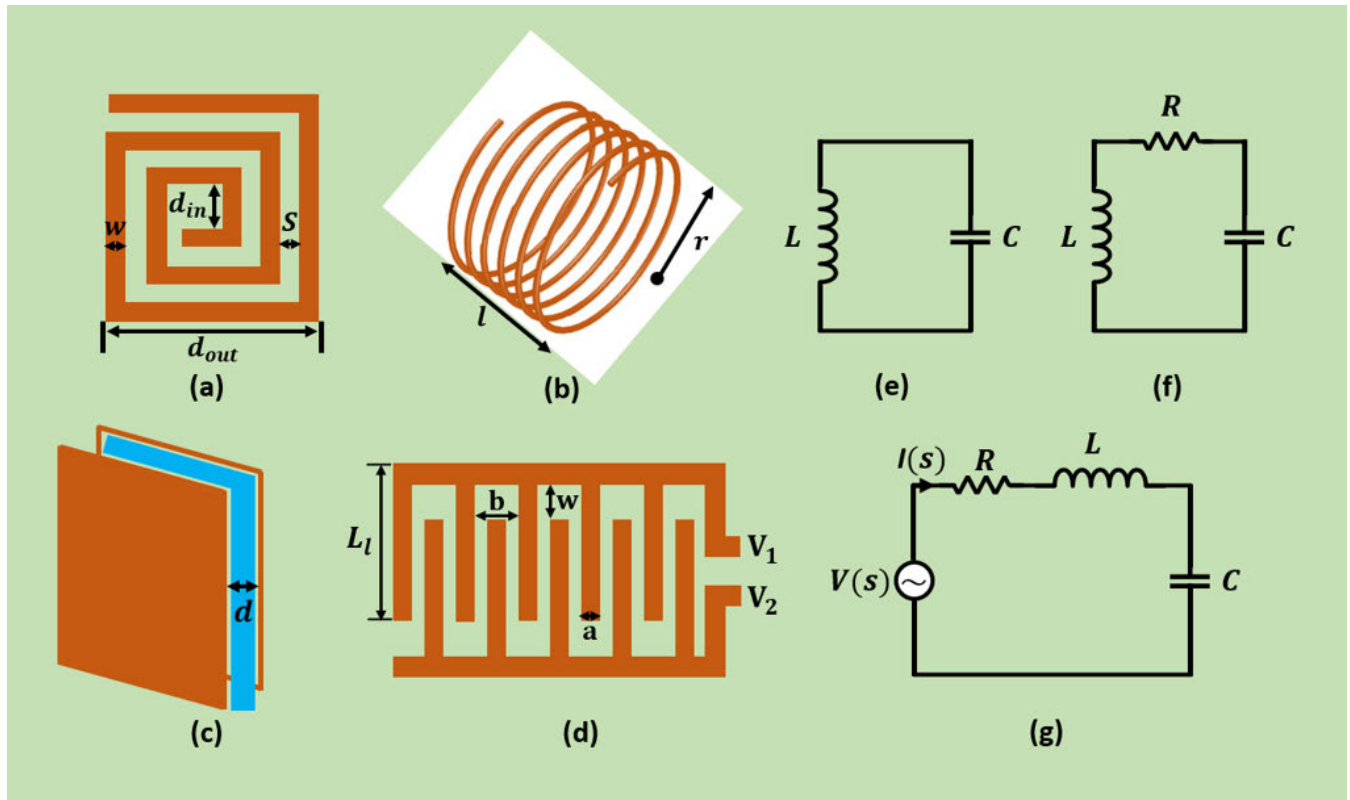 w
d_in
S
d_out
(a)
r
l
(b)
L
C
(e)
R
L
C
(f)
d
(c)
L_l
b
w
a
V_1
V_2
(d)
I(s)
R
L
V(s)
C
(g)